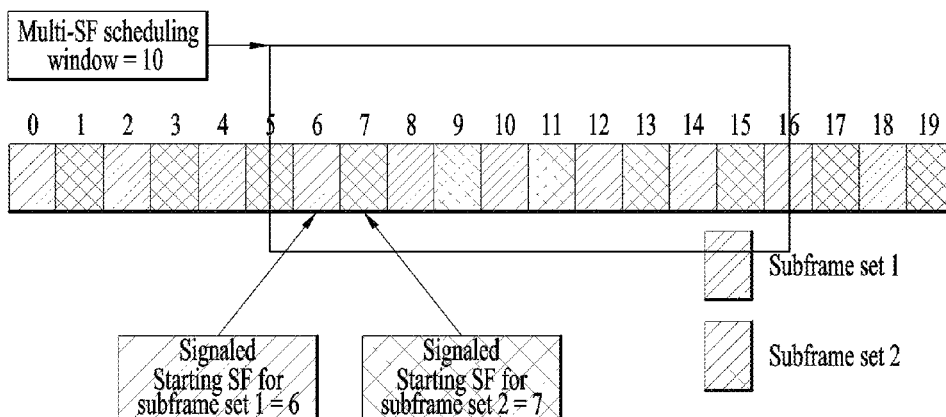 Multi-SF scheduling
window = 10
0 1 2 3 4 5 6 7 8 9 10 11 12 13 14 15 16 17 18 19
Subframe set 1
Subframe set 2
Signaled
Starting SF for
subframe set 1 = 6
Signaled
Starting SF for
subframe set 2 = 7